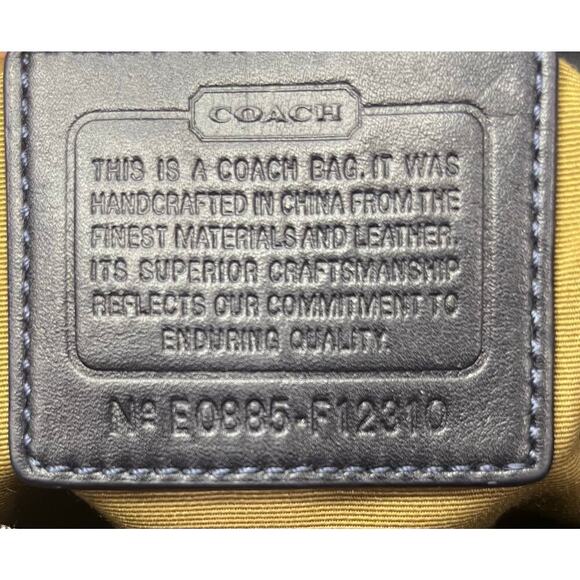 COACH
THIS IS A COACH BAG. IT WAS
HANDCRAFTED IN CHINA FROM THE
FINEST MATERIALS AND LEATHER.
ITS SUPERIOR CRAFTSMANSHIP
REFLECTS OUR COMMITMENT TO
ENDURING QUALITY.
Nº E0885-F12310